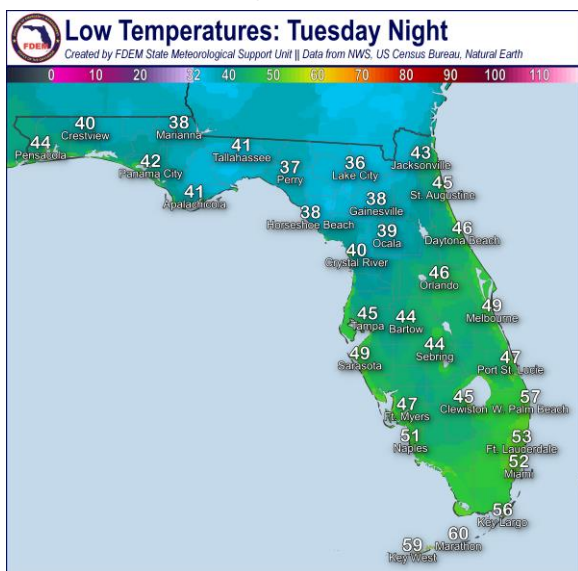 FDEM
Low Temperatures: Tuesday Night
Created by FDEM State Meteorological Support Unit || Data from NWS, US Census Bureau, Natural Earth
0 10 20 32 40 50 60 70 80 90 100 110
40
Crestview
38
Marianna
44
Pensacola
42
Panama City
41
Tallahassee
41
Apalachicola
37
Perry
36
Lake City
43
Jacksonville
45
St. Augustine
38
Gainesville
38
Horseshoe Beach
39
Ocala
46
Daytona Beach
40
Crystal River
46
Orlando
49
Melbourne
45
Tampa
44
Bartow
49
Sarasota
44
Sebring
47
Port St. Lucie
47
Ft. Myers
45
Clewiston
57
W. Palm Beach
51
Naples
53
Ft. Lauderdale
52
Miami
56
Key Largo
60
Marathon
59
Key West